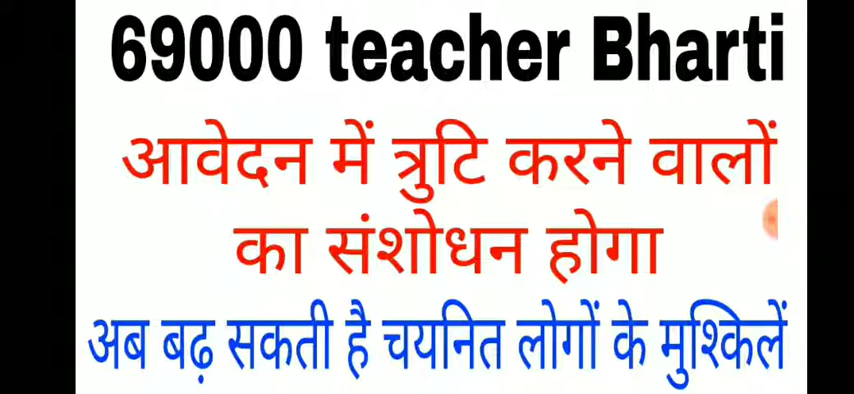 69000 teacher Bharti
आवेदन में त्रुटि करने वालों
का संशोधन होगा
अब बढ़ सकती है चयनित लोगों के मुश्किलें